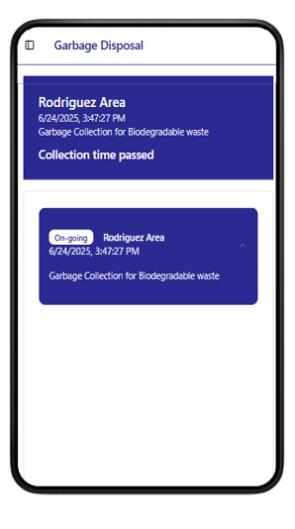 Garbage Disposal
Rodriguez Area
6/24/2025, 3:47:27 PM
Garbage Collection for Biodegradable waste
Collection time passed
On-going Rodriguez Area
6/24/2025, 3:47:27 PM
Garbage Collection for Biodegradable waste